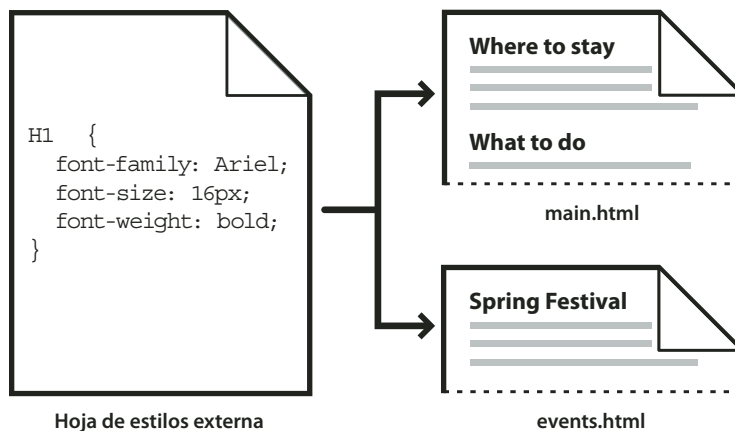 H1 {
font-family: Ariel;
font-size: 16px;
font-weight: bold;
}
Hoja de estilos externa
Where to stay
What to do
main.html
Spring Festival
events.html